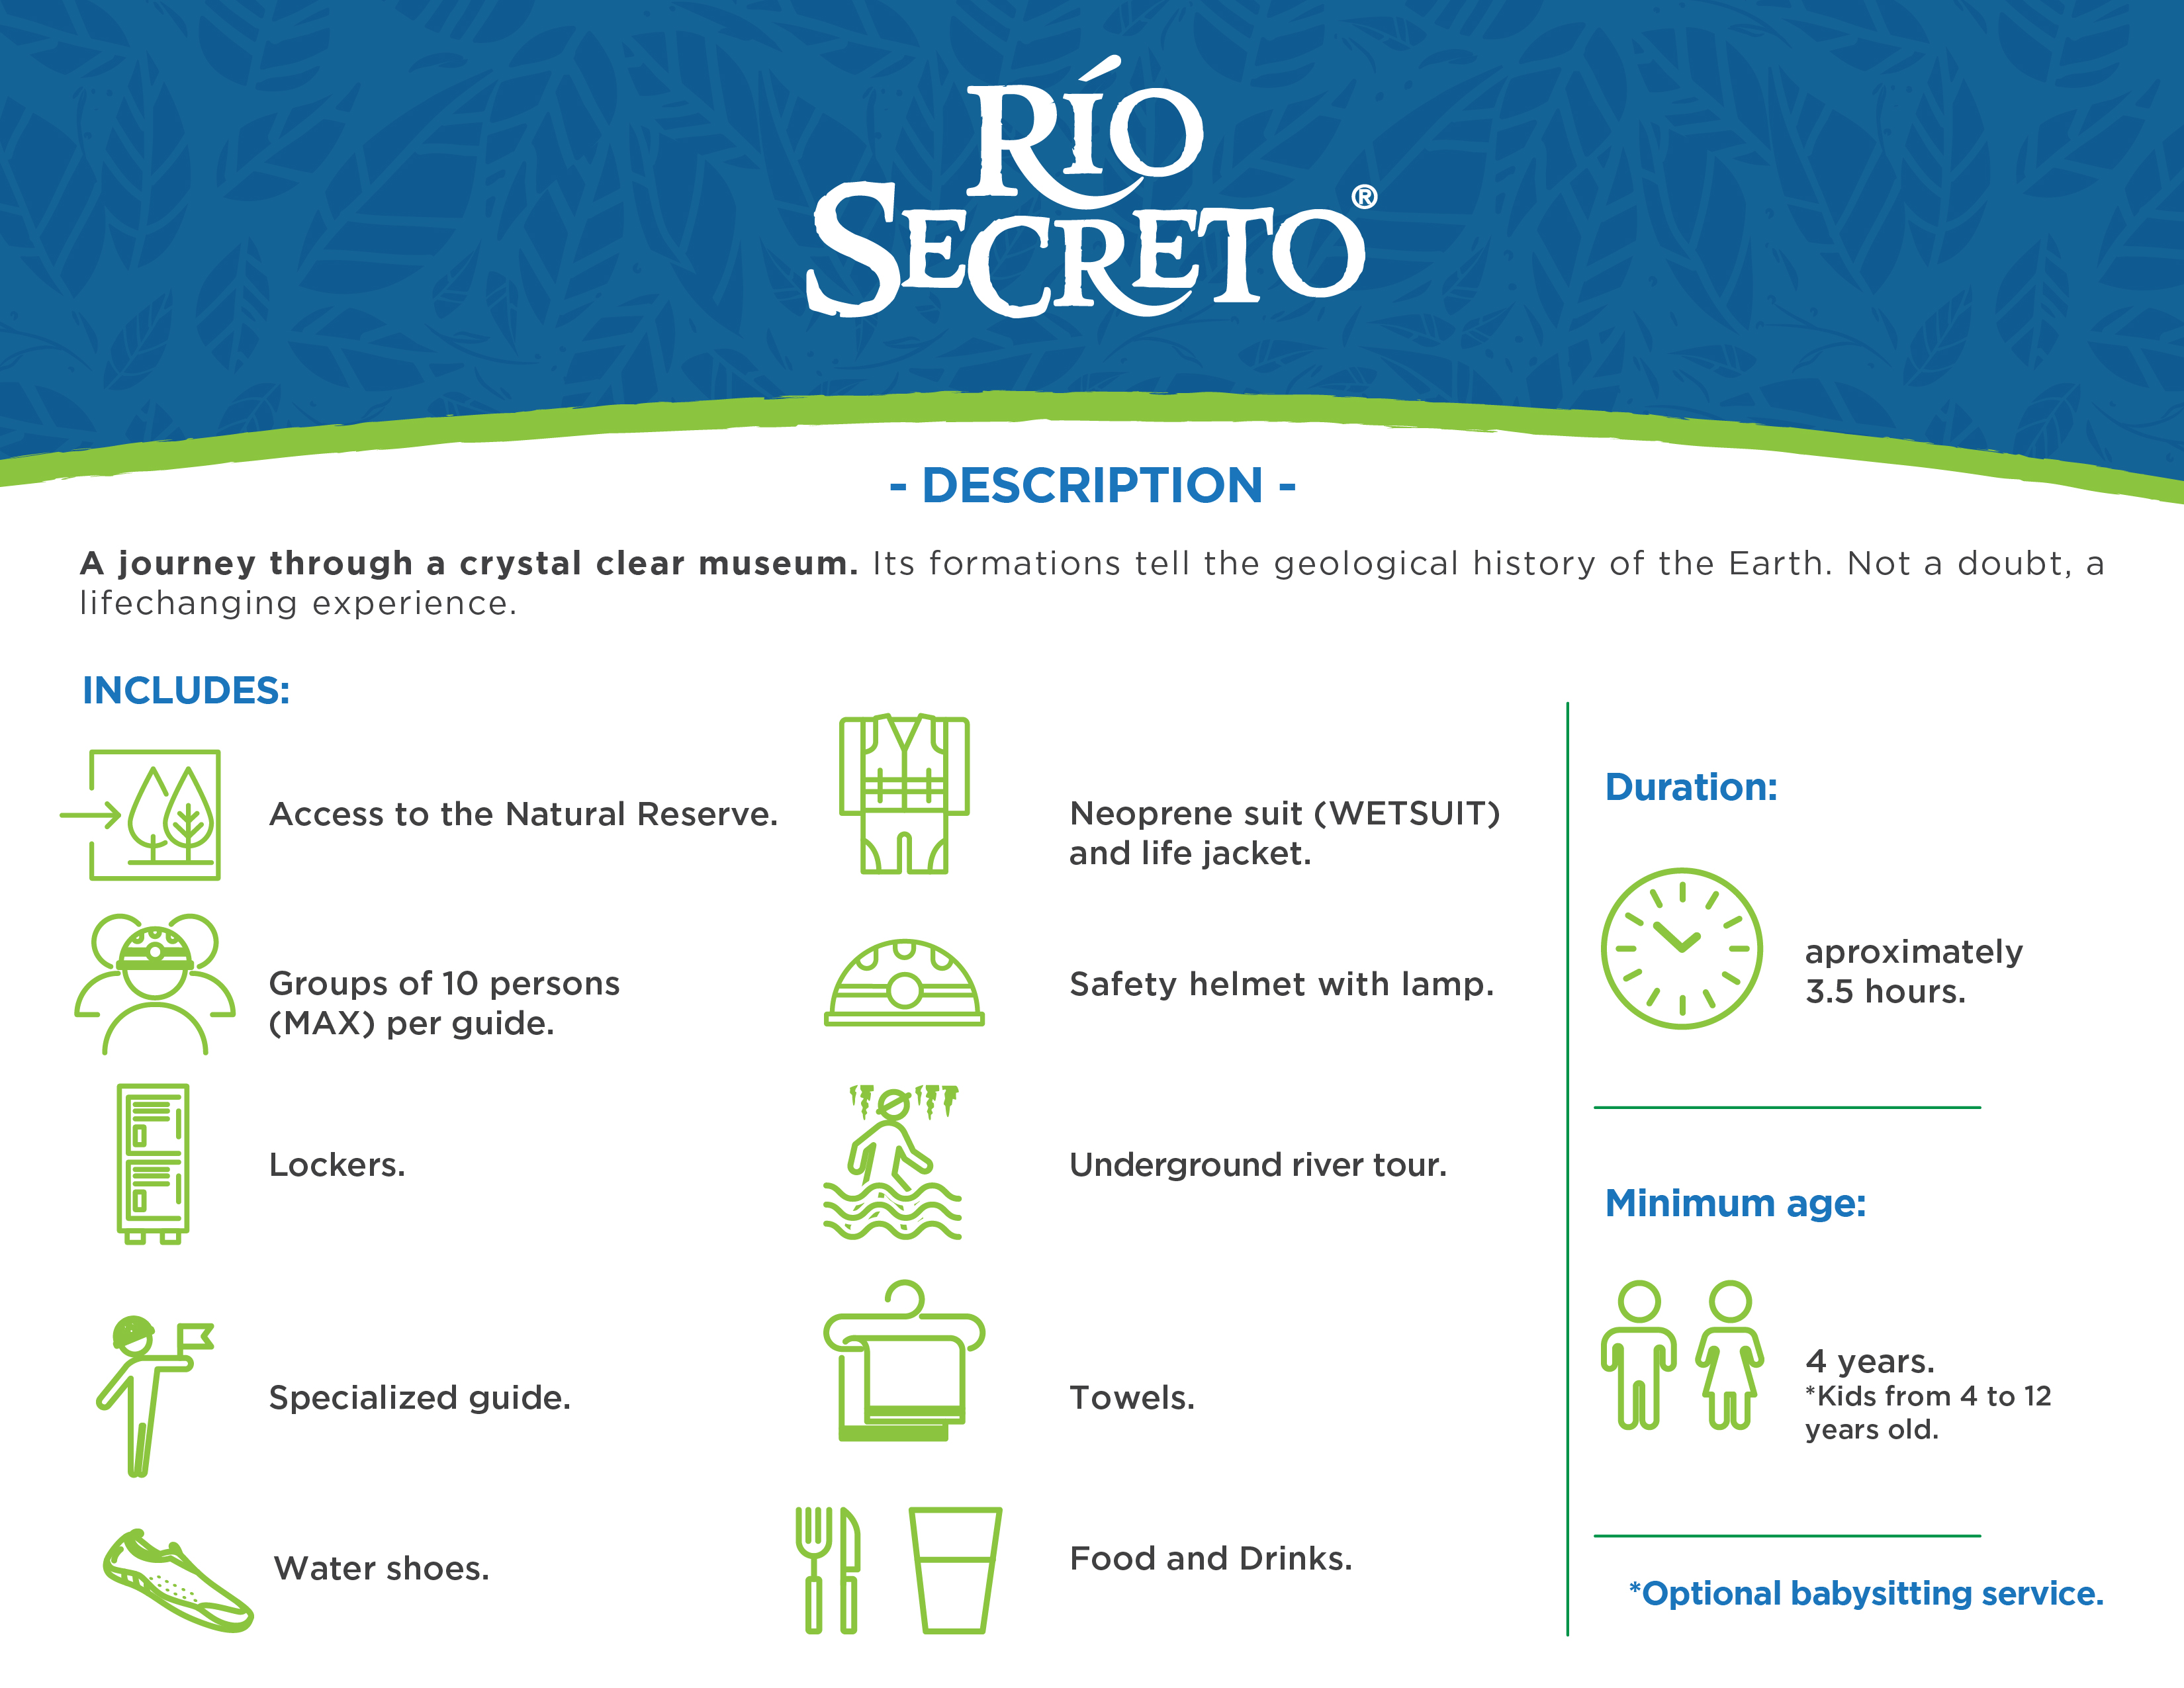 RÍO
SECRETO®
- DESCRIPTION -
A journey through a crystal clear museum. Its formations tell the geological history of the Earth. Not a doubt, a
lifechanging experience.
INCLUDES:
Access to the Natural Reserve.
Groups of 10 persons
(MAX) per guide.
Lockers.
Specialized guide.
Water shoes.
Neoprene suit (WETSUIT)
and life jacket.
Safety helmet with lamp.
Underground river tour.
Towels.
Food and Drinks.
Duration:
aproximately
3.5 hours.
Minimum age:
4 years.
*Kids from 4 to 12
years old.
*Optional babysitting service.